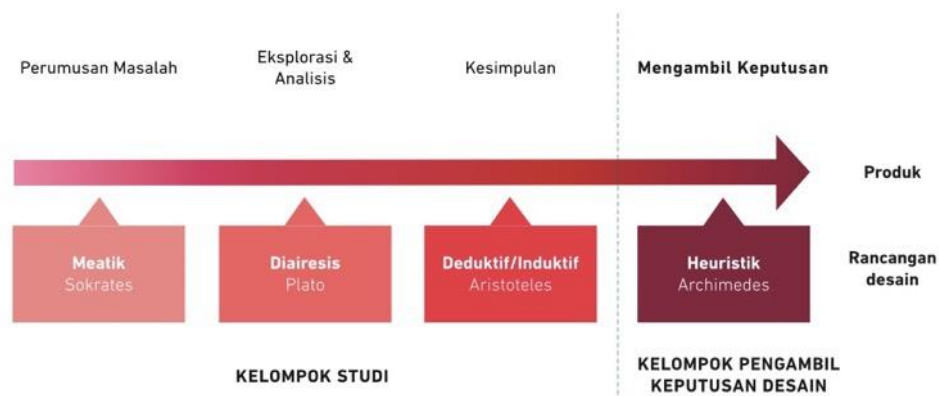 Perumusan Masalah
Eksplorasi &
Analisis
Kesimpulan
Mengambil Keputusan
Produk
Meatik
Sokrates
Diairesis
Plato
Deduktif/Induktif
Aristoteles
Heuristik
Archimedes
Rancangan
desain
KELOMPOK STUDI
KELOMPOK PENGAMBIL
KEPUTUSAN DESAIN